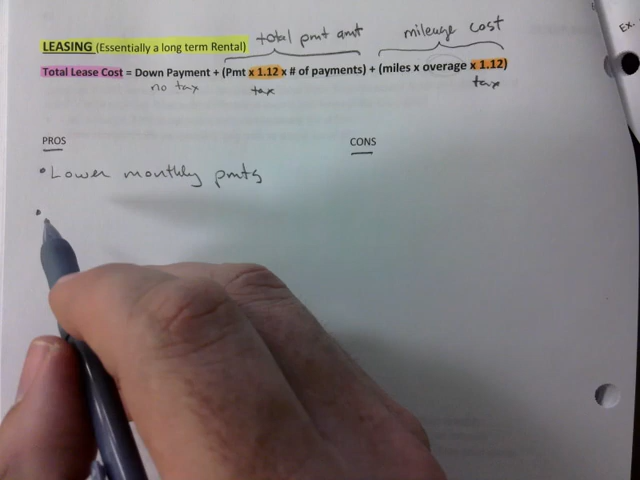 total pmt amt
mileage cost
LEASING (Essentially a long term Rental)
Total Lease Cost = Down Payment + (Pmt x 1.12 x # of payments) + (miles x overage x 1.12)
no tax
tax
tax
PROS
CONS
• Lower monthly pmts
•
Ex.